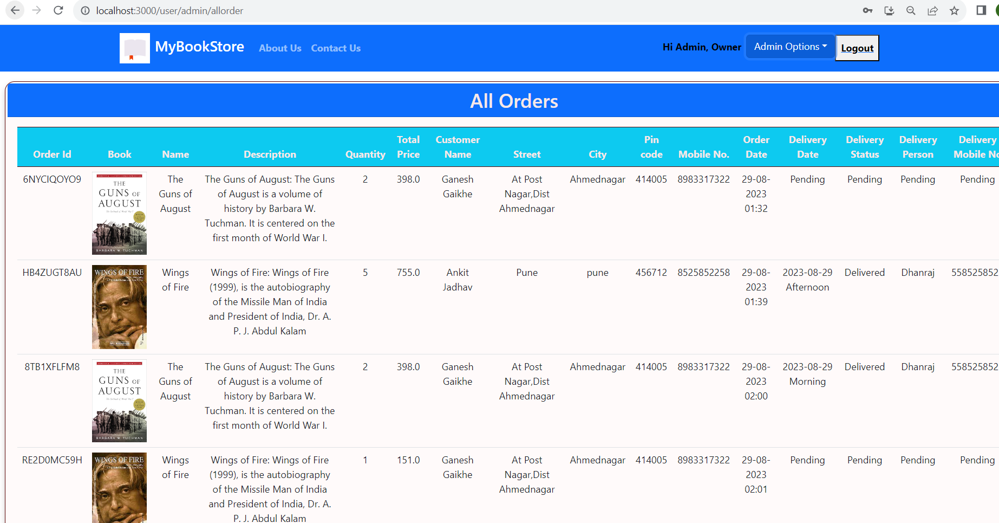 localhost:3000/user/admin/allorder
MyBookStore About Us Contact Us Hi Admin, Owner Admin Options Logout
All Orders
Order Id Book Name Description Quantity Total Price Customer Name Street City Pin code Mobile No. Order Date Delivery Date Delivery Status Delivery Person Delivery Mobile
6NYCIQOYO9
THE
GUNS OF
AUGUST
BARBARA W. TUCHMAN
The
Guns of
August
The Guns of August: The Guns
of August is a volume of
history by Barbara W.
Tuchman. It is centered on the
first month of World War I.
2
398.0
Ganesh
Gaikhe
At Post
Nagar,Dist
Ahmednagar
Ahmednagar
414005
8983317322
29-08-
2023
01:32
Pending
Pending
Pending
Pending
HB4ZUGT8AU
WINGS OF FIRE
Wings
of Fire
Wings of Fire: Wings of Fire
(1999), is the autobiography
of the Missile Man of India
and President of India, Dr. A.
P. J. Abdul Kalam
5
755.0
Ankit
Jadhav
Pune
pune
456712
8525852258
29-08-
2023
01:39
2023-08-29
Afternoon
Delivered
Dhanraj
558525852
8TB1XFLFM8
THE
GUNS OF
AUGUST
BARBARA W. TUCHMAN
The
Guns of
August
The Guns of August: The Guns
of August is a volume of
history by Barbara W.
Tuchman. It is centered on the
first month of World War I.
2
398.0
Ganesh
Gaikhe
At Post
Nagar,Dist
Ahmednagar
Ahmednagar
414005
8983317322
29-08-
2023
02:00
2023-08-29
Morning
Delivered
Dhanraj
558525852
RE2D0MC59H
WINGS OF FIRE
Wings
of Fire
Wings of Fire: Wings of Fire
(1999), is the autobiography
of the Missile Man of India
and President of India, Dr. A.
P. J. Abdul Kalam
1
151.0
Ganesh
Gaikhe
At Post
Nagar,Dist
Ahmednagar
Ahmednagar
414005
8983317322
29-08-
2023
02:01
Pending
Pending
Pending
Pending